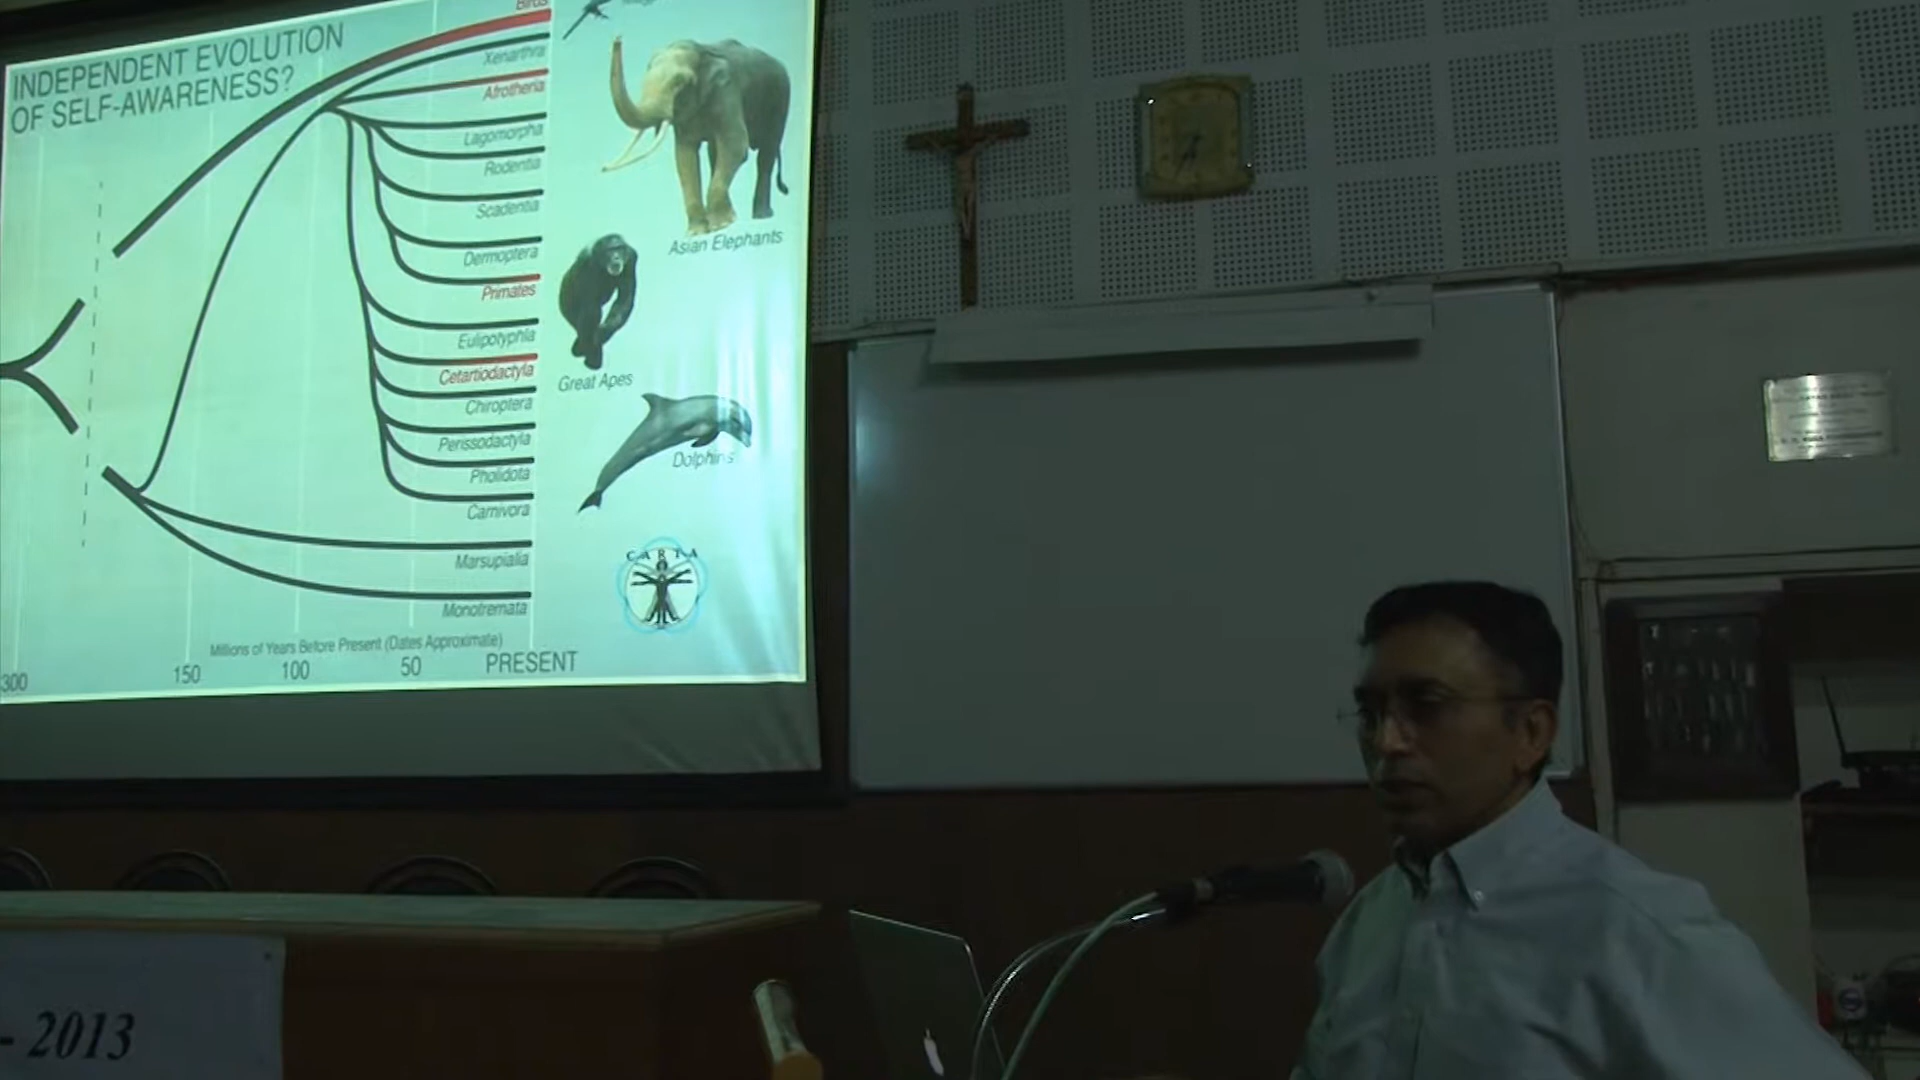 Birds
INDEPENDENT EVOLUTION
OF SELF-AWARENESS?
Xenarthra
Afrotheria
Lagomorpha
Rodentia
Scadentia
Dermoptera
Primates
Eulipotyphla
Cetartiodactyla
Chiroptera
Perissodactyla
Pholidota
Carnivora
Marsupialia
Monotremata
Asian Elephants
Great Apes
Dolphins
CARTA
Millions of Years Before Present (Dates Approximate)
300 150 100 50 PRESENT
- 2013